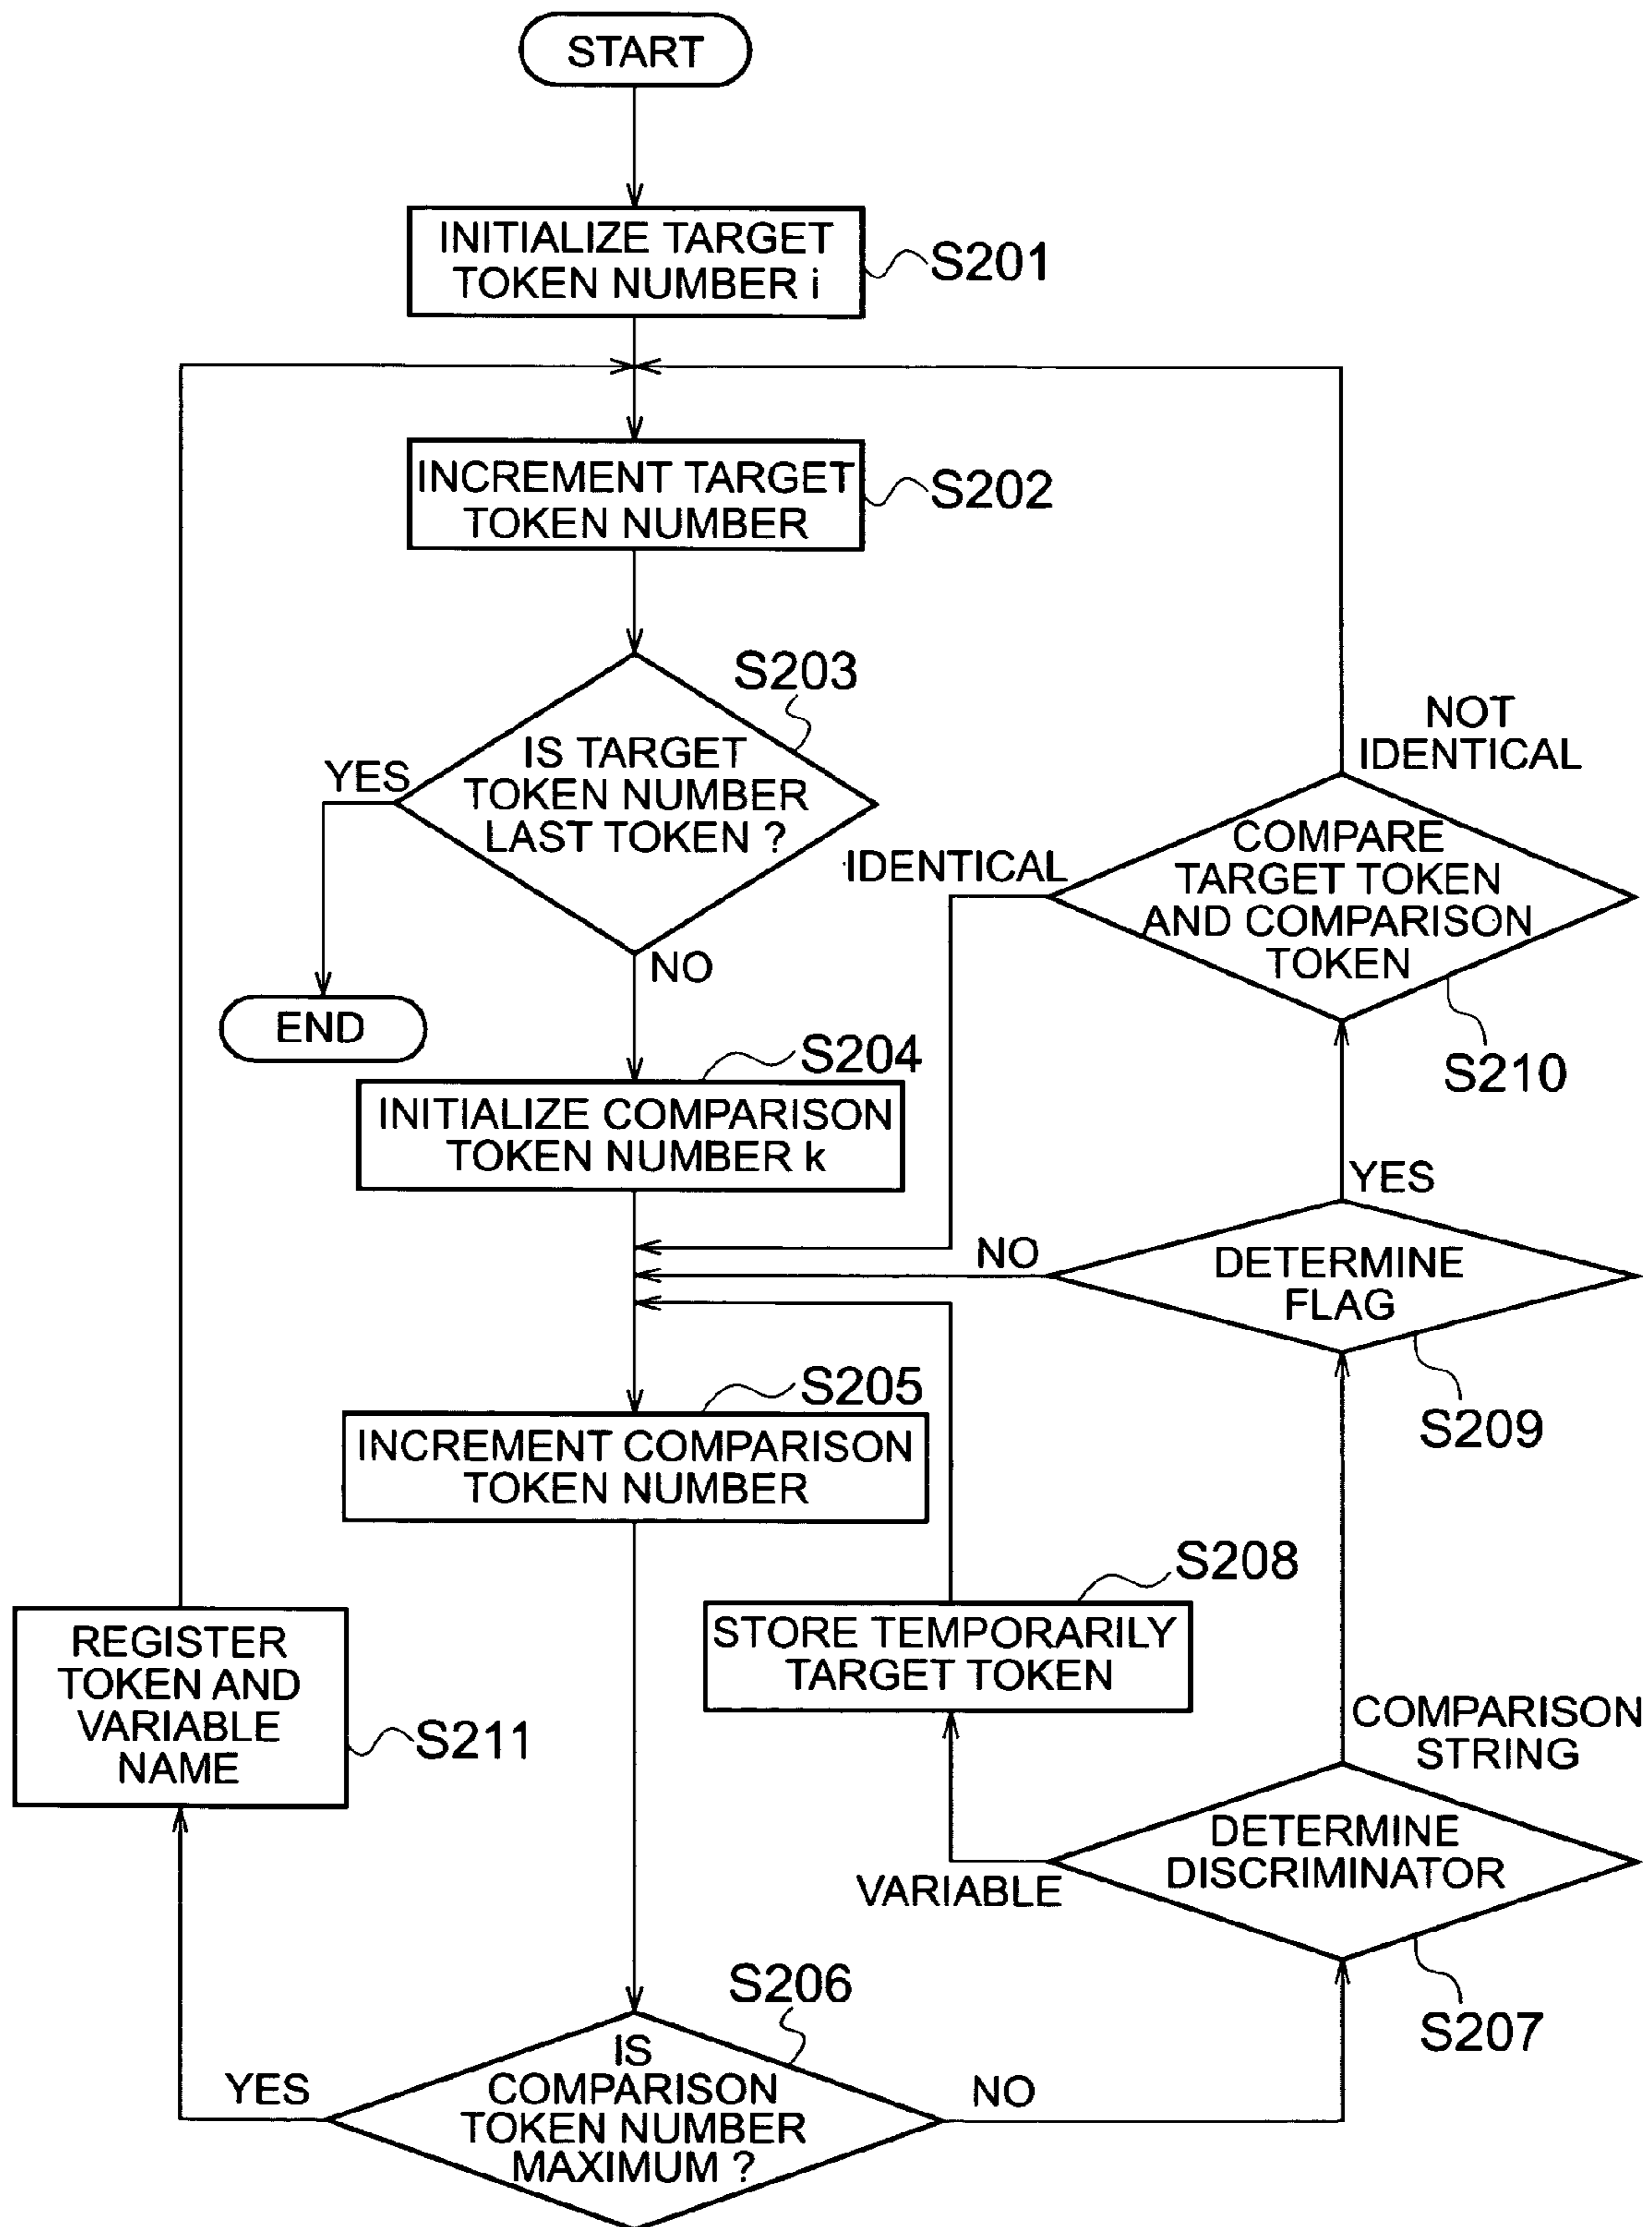 START
INITIALIZE TARGET
TOKEN NUMBER i
S201
INCREMENT TARGET
TOKEN NUMBER
S202
S203
IS TARGET
TOKEN NUMBER
LAST TOKEN ?
YES
NO
END
NOT
IDENTICAL
COMPARE
TARGET TOKEN
AND COMPARISON
TOKEN
IDENTICAL
S210
S204
INITIALIZE COMPARISON
TOKEN NUMBER k
YES
NO
DETERMINE
FLAG
S209
S205
INCREMENT COMPARISON
TOKEN NUMBER
S208
STORE TEMPORARILY
TARGET TOKEN
REGISTER
TOKEN AND
VARIABLE
NAME
S211
COMPARISON
STRING
DETERMINE
DISCRIMINATOR
VARIABLE
S207
S206
IS
COMPARISON
TOKEN NUMBER
MAXIMUM ?
YES
NO